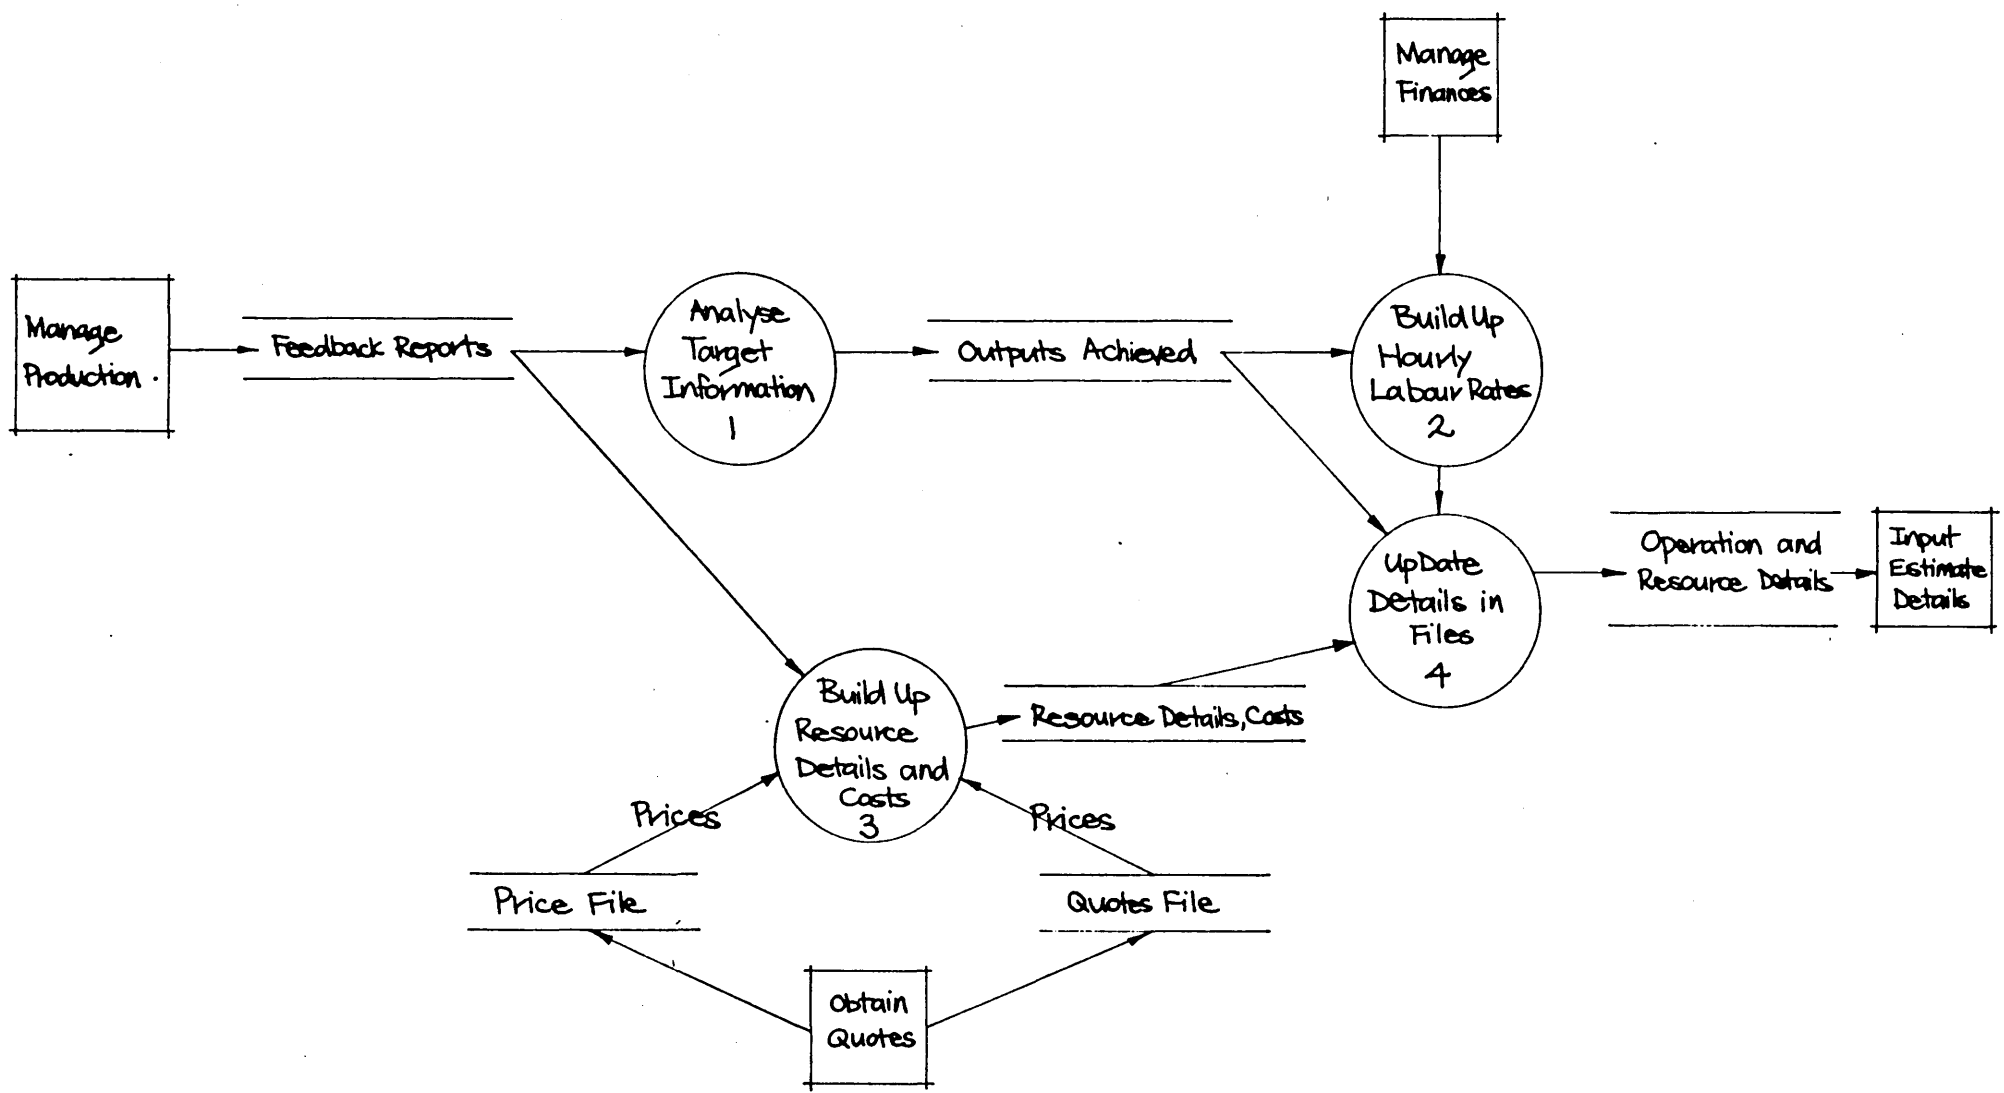 Manage
Finances
Manage
Production.
Feedback Reports
Analyse
Target
Information
1
Outputs Achieved
Build Up
Hourly
Labour Rates
2
UpDate
Details in
Files
4
Operation and
Resource Details
Input
Estimate
Details
Build Up
Resource
Details and
Costs
3
Resource Details, Costs
Prices
Prices
Price File
Quotes File
Obtain
Quotes